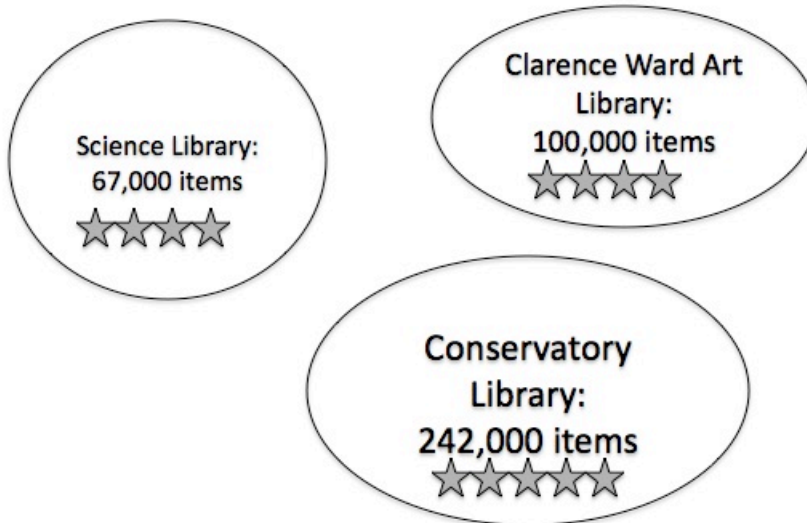 Science Library:
67,000 items
Clarence Ward Art
Library:
100,000 items
Conservatory
Library:
242,000 items